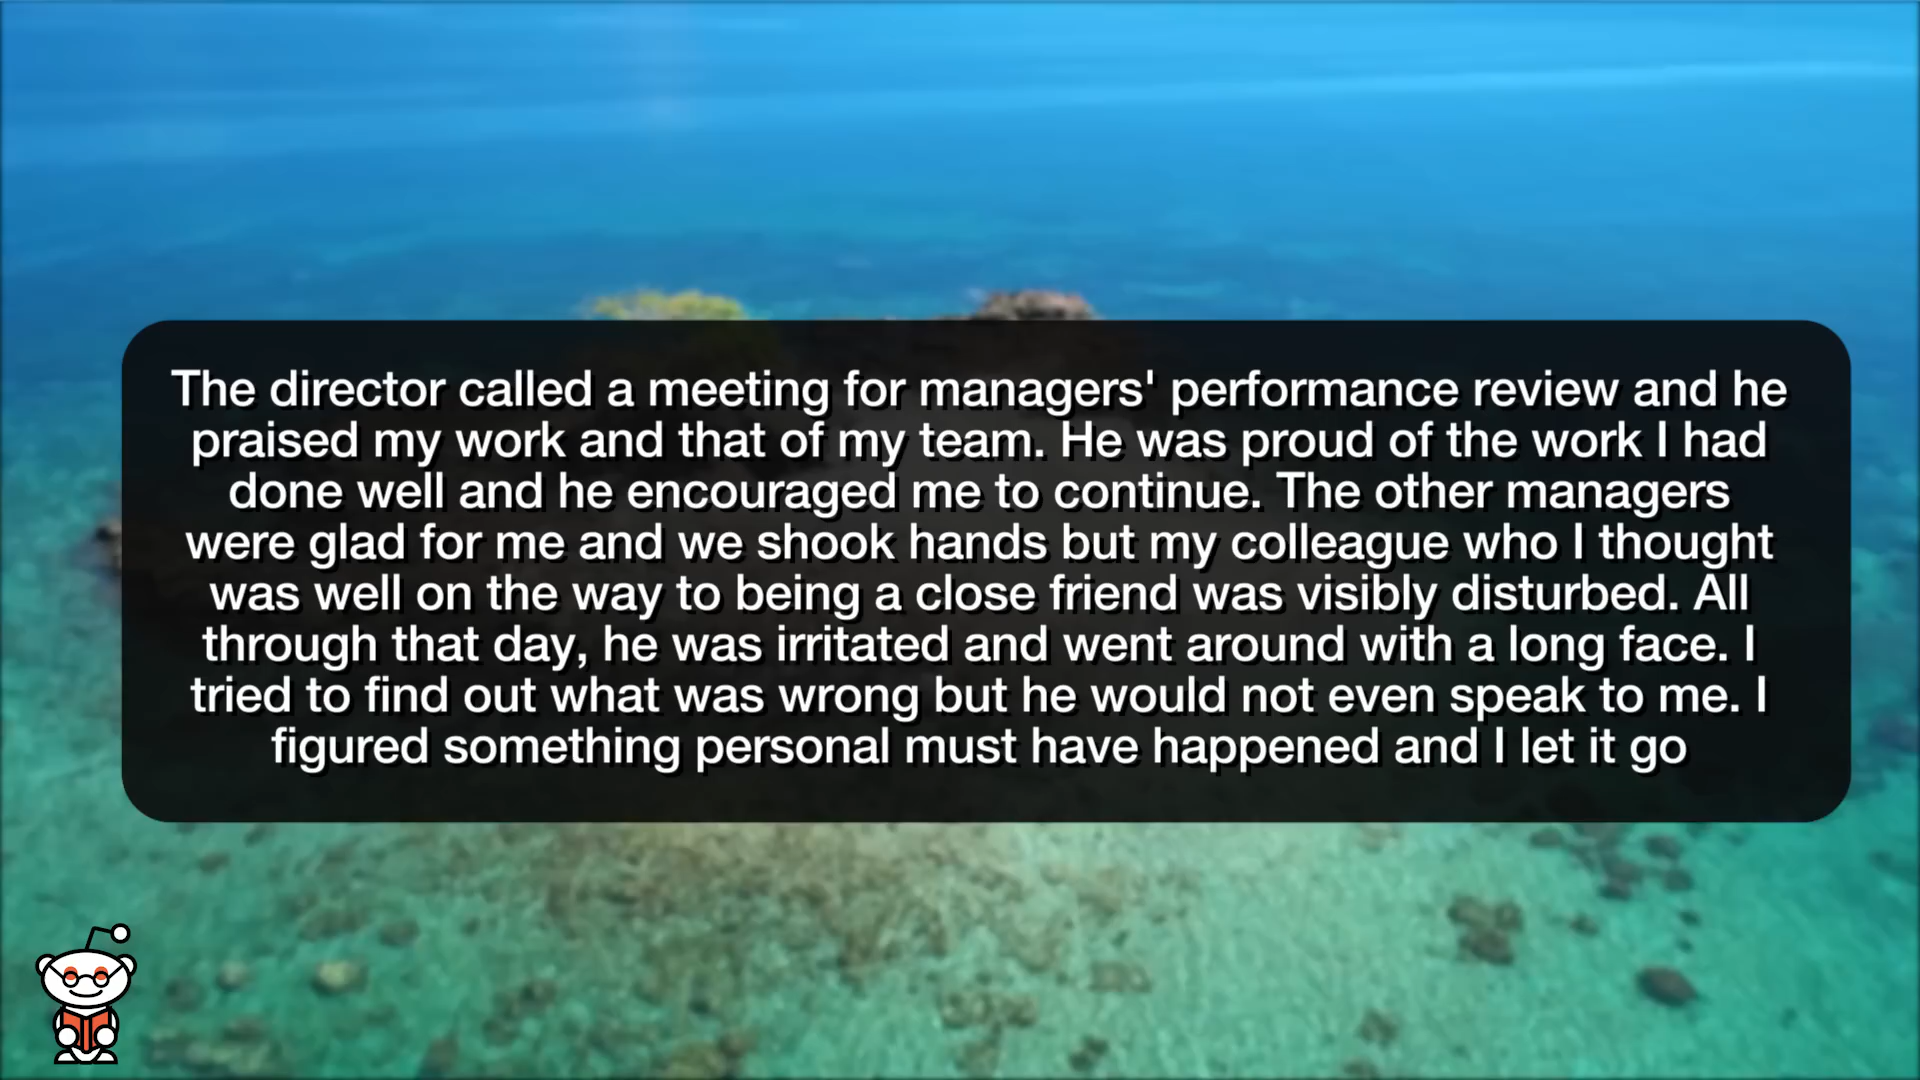 The director called a meeting for managers' performance review and he
praised my work and that of my team. He was proud of the work I had
done well and he encouraged me to continue. The other managers
were glad for me and we shook hands but my colleague who I thought
was well on the way to being a close friend was visibly disturbed. All
through that day, he was irritated and went around with a long face. I
tried to find out what was wrong but he would not even speak to me. I
figured something personal must have happened and I let it go